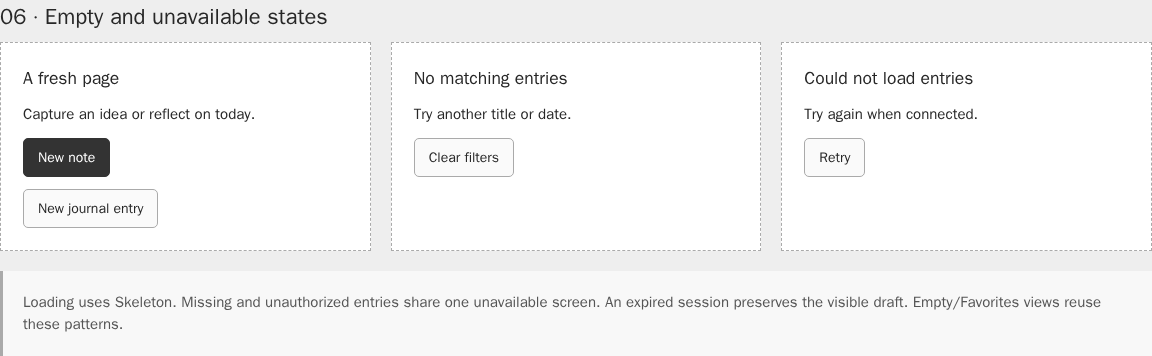 06 · Empty and unavailable states
A fresh page
Capture an idea or reflect on today.
New note
New journal entry
No matching entries
Try another title or date.
Clear filters
Could not load entries
Try again when connected.
Retry
Loading uses Skeleton. Missing and unauthorized entries share one unavailable screen. An expired session preserves the visible draft. Empty/Favorites views reuse
these patterns.